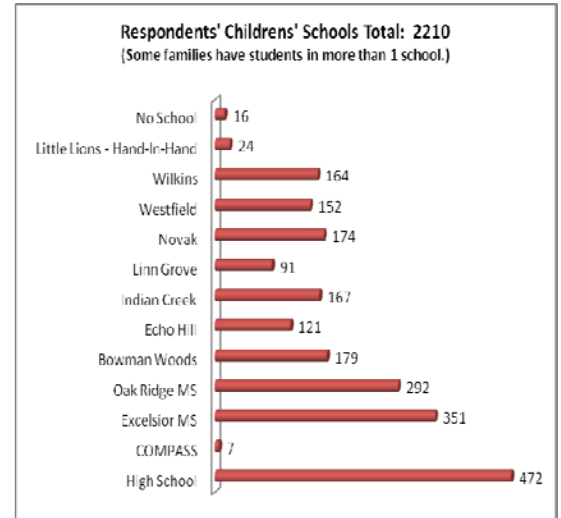 Respondents' Childrens' Schools Total: 2210
(Some families have students in more than 1 school.)
No School 16
Little Lions - Hand-In-Hand 24
Wilkins 164
Westfield 152
Novak 174
Linn Grove 91
Indian Creek 167
Echo Hill 121
Bowman Woods 179
Oak Ridge MS 292
Excelsior MS 351
COMPASS 7
High School 472